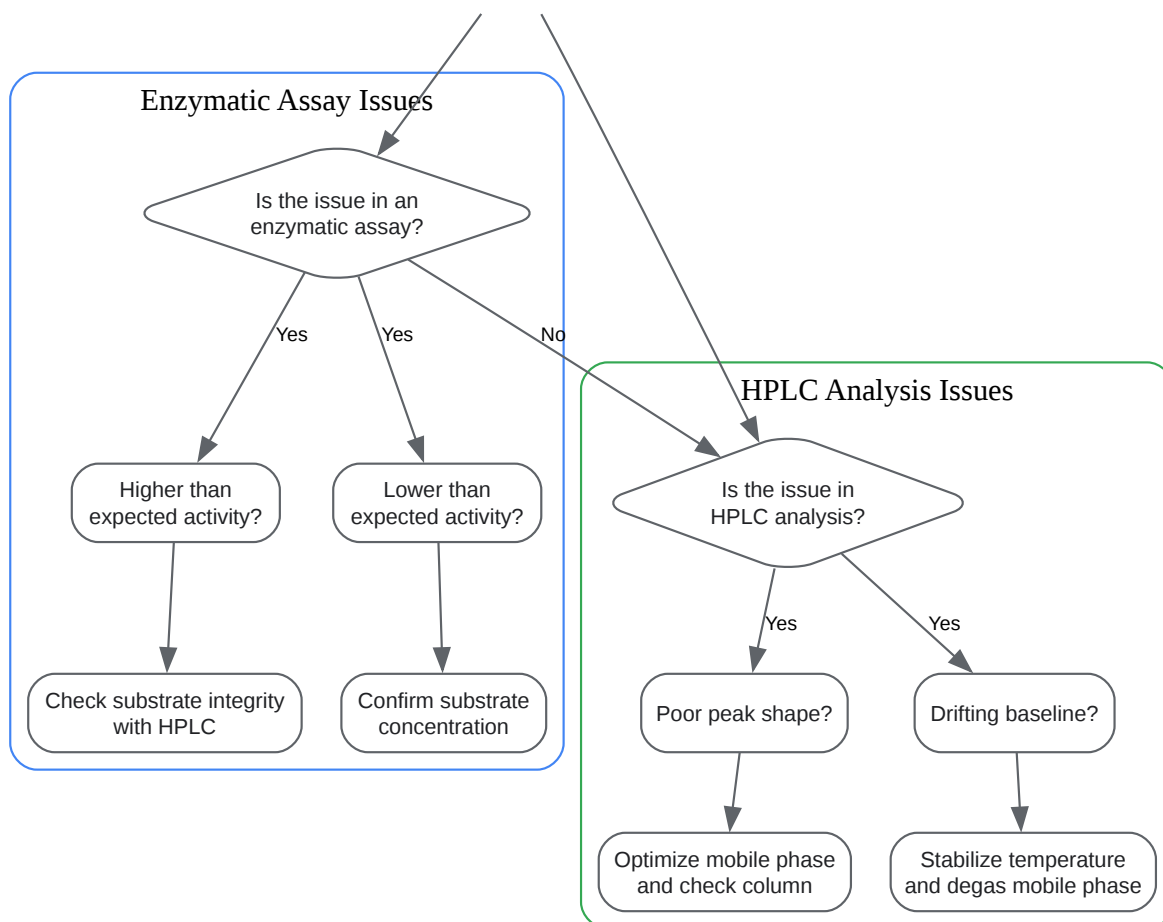 Enzymatic Assay Issues
Is the issue in an
enzymatic assay?
Yes
Yes
No
HPLC Analysis Issues
Higher than
expected activity?
Lower than
expected activity?
Is the issue in
HPLC analysis?
Yes
Yes
Check substrate integrity
with HPLC
Confirm substrate
concentration
Poor peak shape?
Drifting baseline?
Optimize mobile phase
and check column
Stabilize temperature
and degas mobile phase